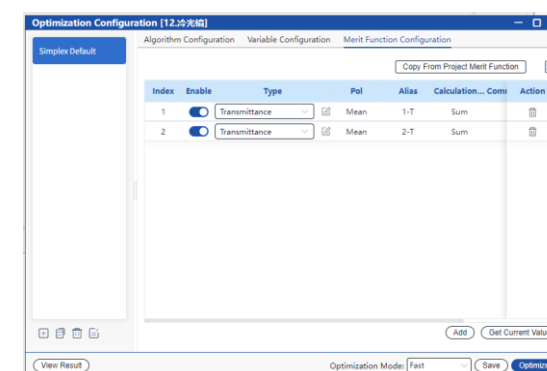 Optimization Configuration [12.冷光镜]
Simplex Default
Algorithm Configuration Variable Configuration Merit Function Configuration
Copy From Project Merit Function
Index Enable Type Pol Alias Calculation... Com Action
1 Transmittance Mean 1-T Sum
2 Transmittance Mean 2-T Sum
Add Get Current Valu
View Result Optimization Mode: Fast Save Optimize